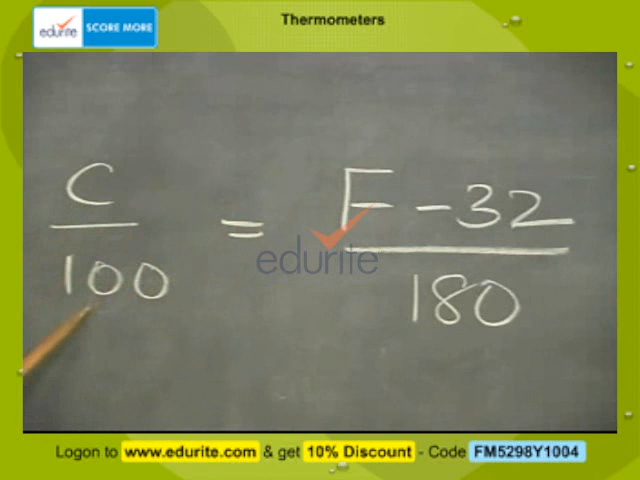 Thermometers
edurite SCORE MORE
C/100 = F - 32/180
edurite
Logon to www.edurite.com & get 10% Discount - Code FM5298Y1004